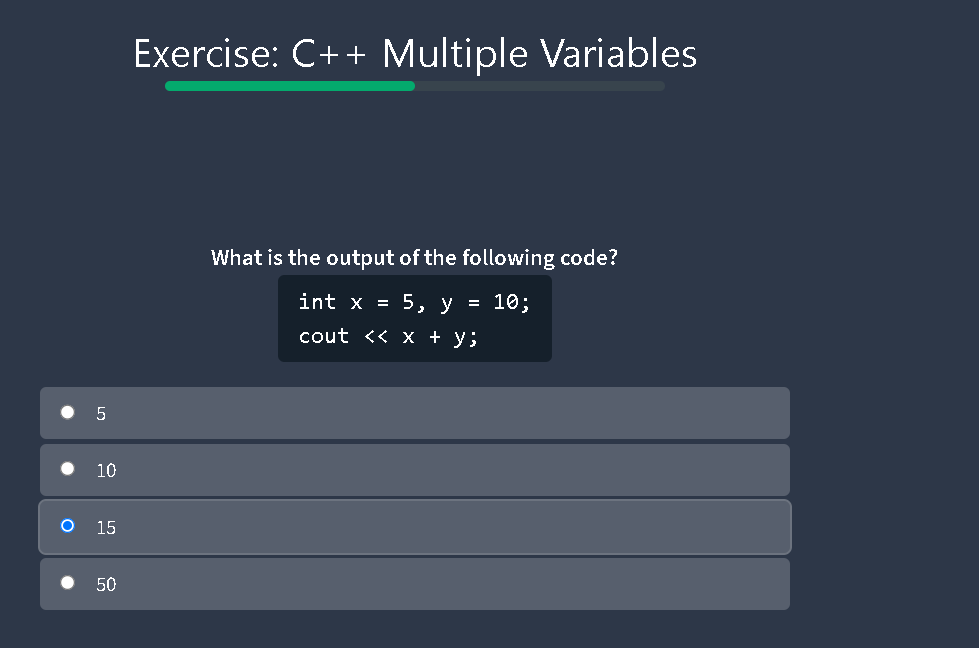 Exercise: C++ Multiple Variables
What is the output of the following code?
int x = 5, y = 10;
cout << x + y;
5
10
15
50